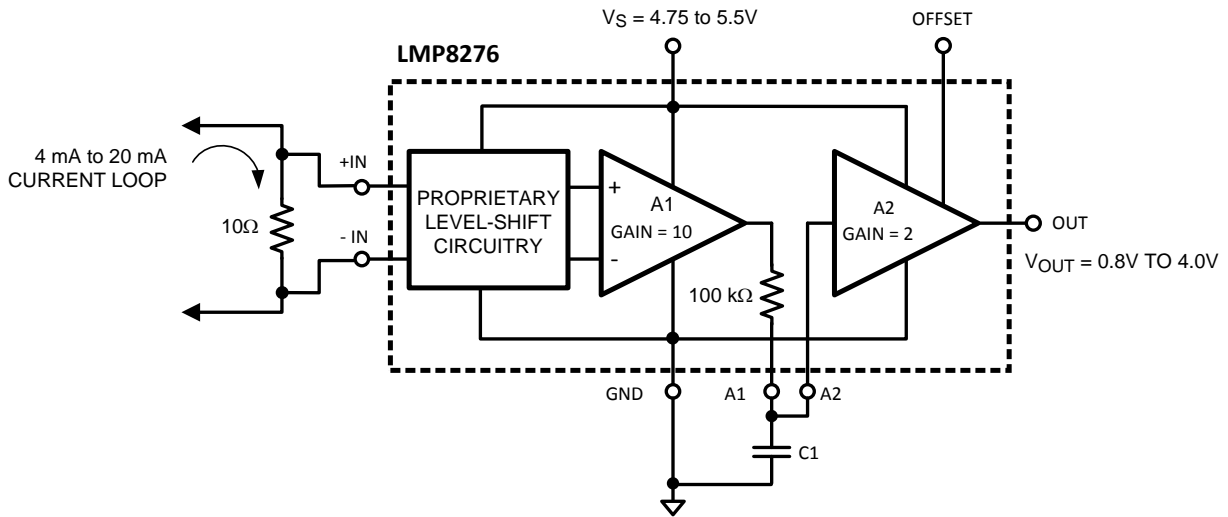 V_S = 4.75 to 5.5V
OFFSET
LMP8276
4 mA to 20 mA
CURRENT LOOP
10Ω
+IN
- IN
PROPRIETARY
LEVEL-SHIFT
CIRCUITRY
+
-
A1
GAIN = 10
100 kΩ
A2
GAIN = 2
OUT
V_OUT = 0.8V TO 4.0V
GND
A1
A2
C1